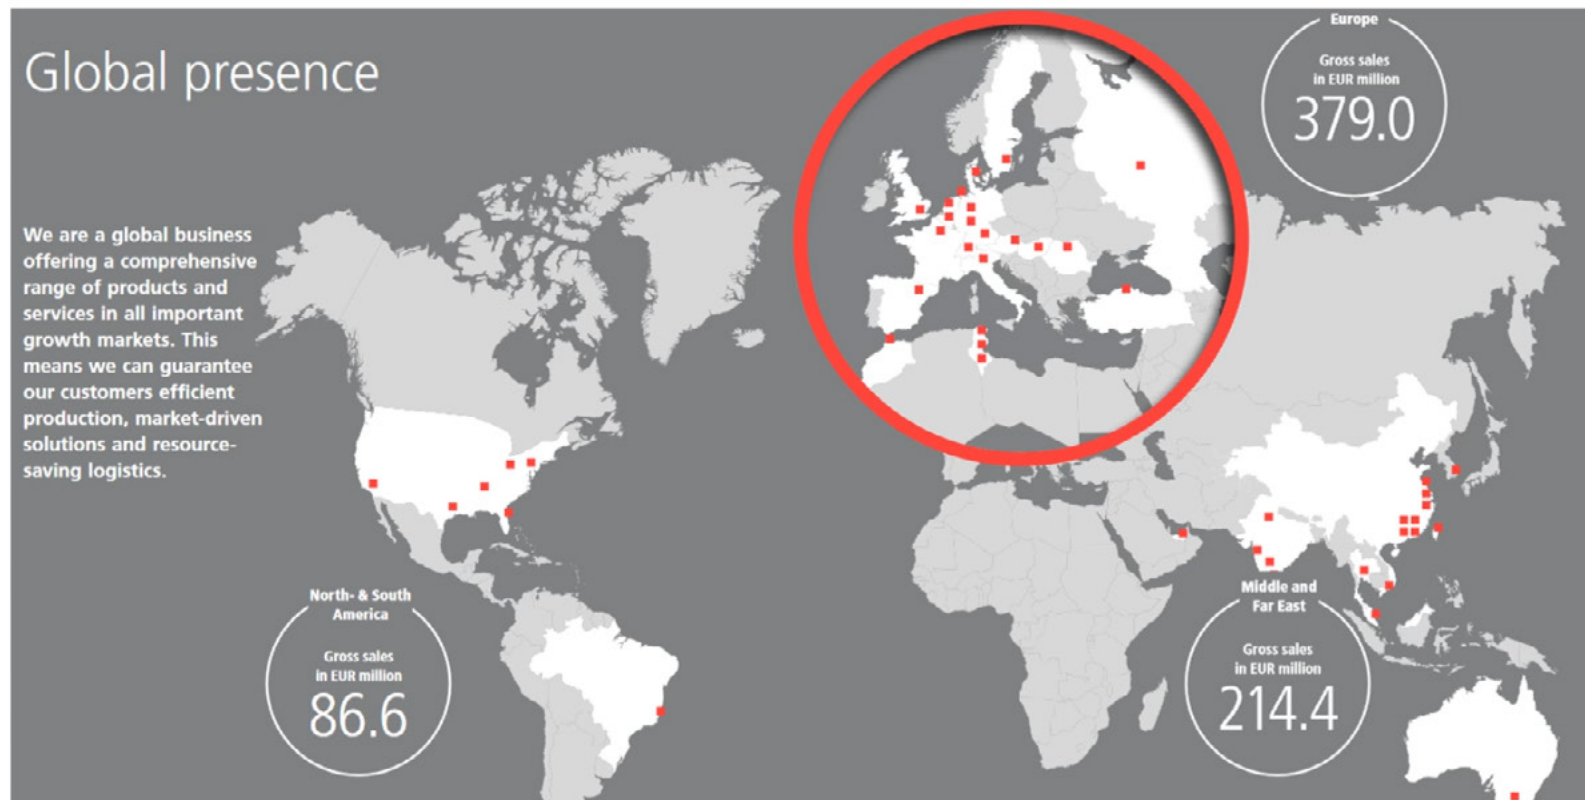 Global presence
We are a global business
offering a comprehensive
range of products and
services in all important
growth markets. This
means we can guarantee
our customers efficient
production, market-driven
solutions and resource-
saving logistics.
Europe
Gross sales
in EUR million
379.0
North- & South
America
Gross sales
in EUR million
86.6
Middle and
Far East
Gross sales
in EUR million
214.4